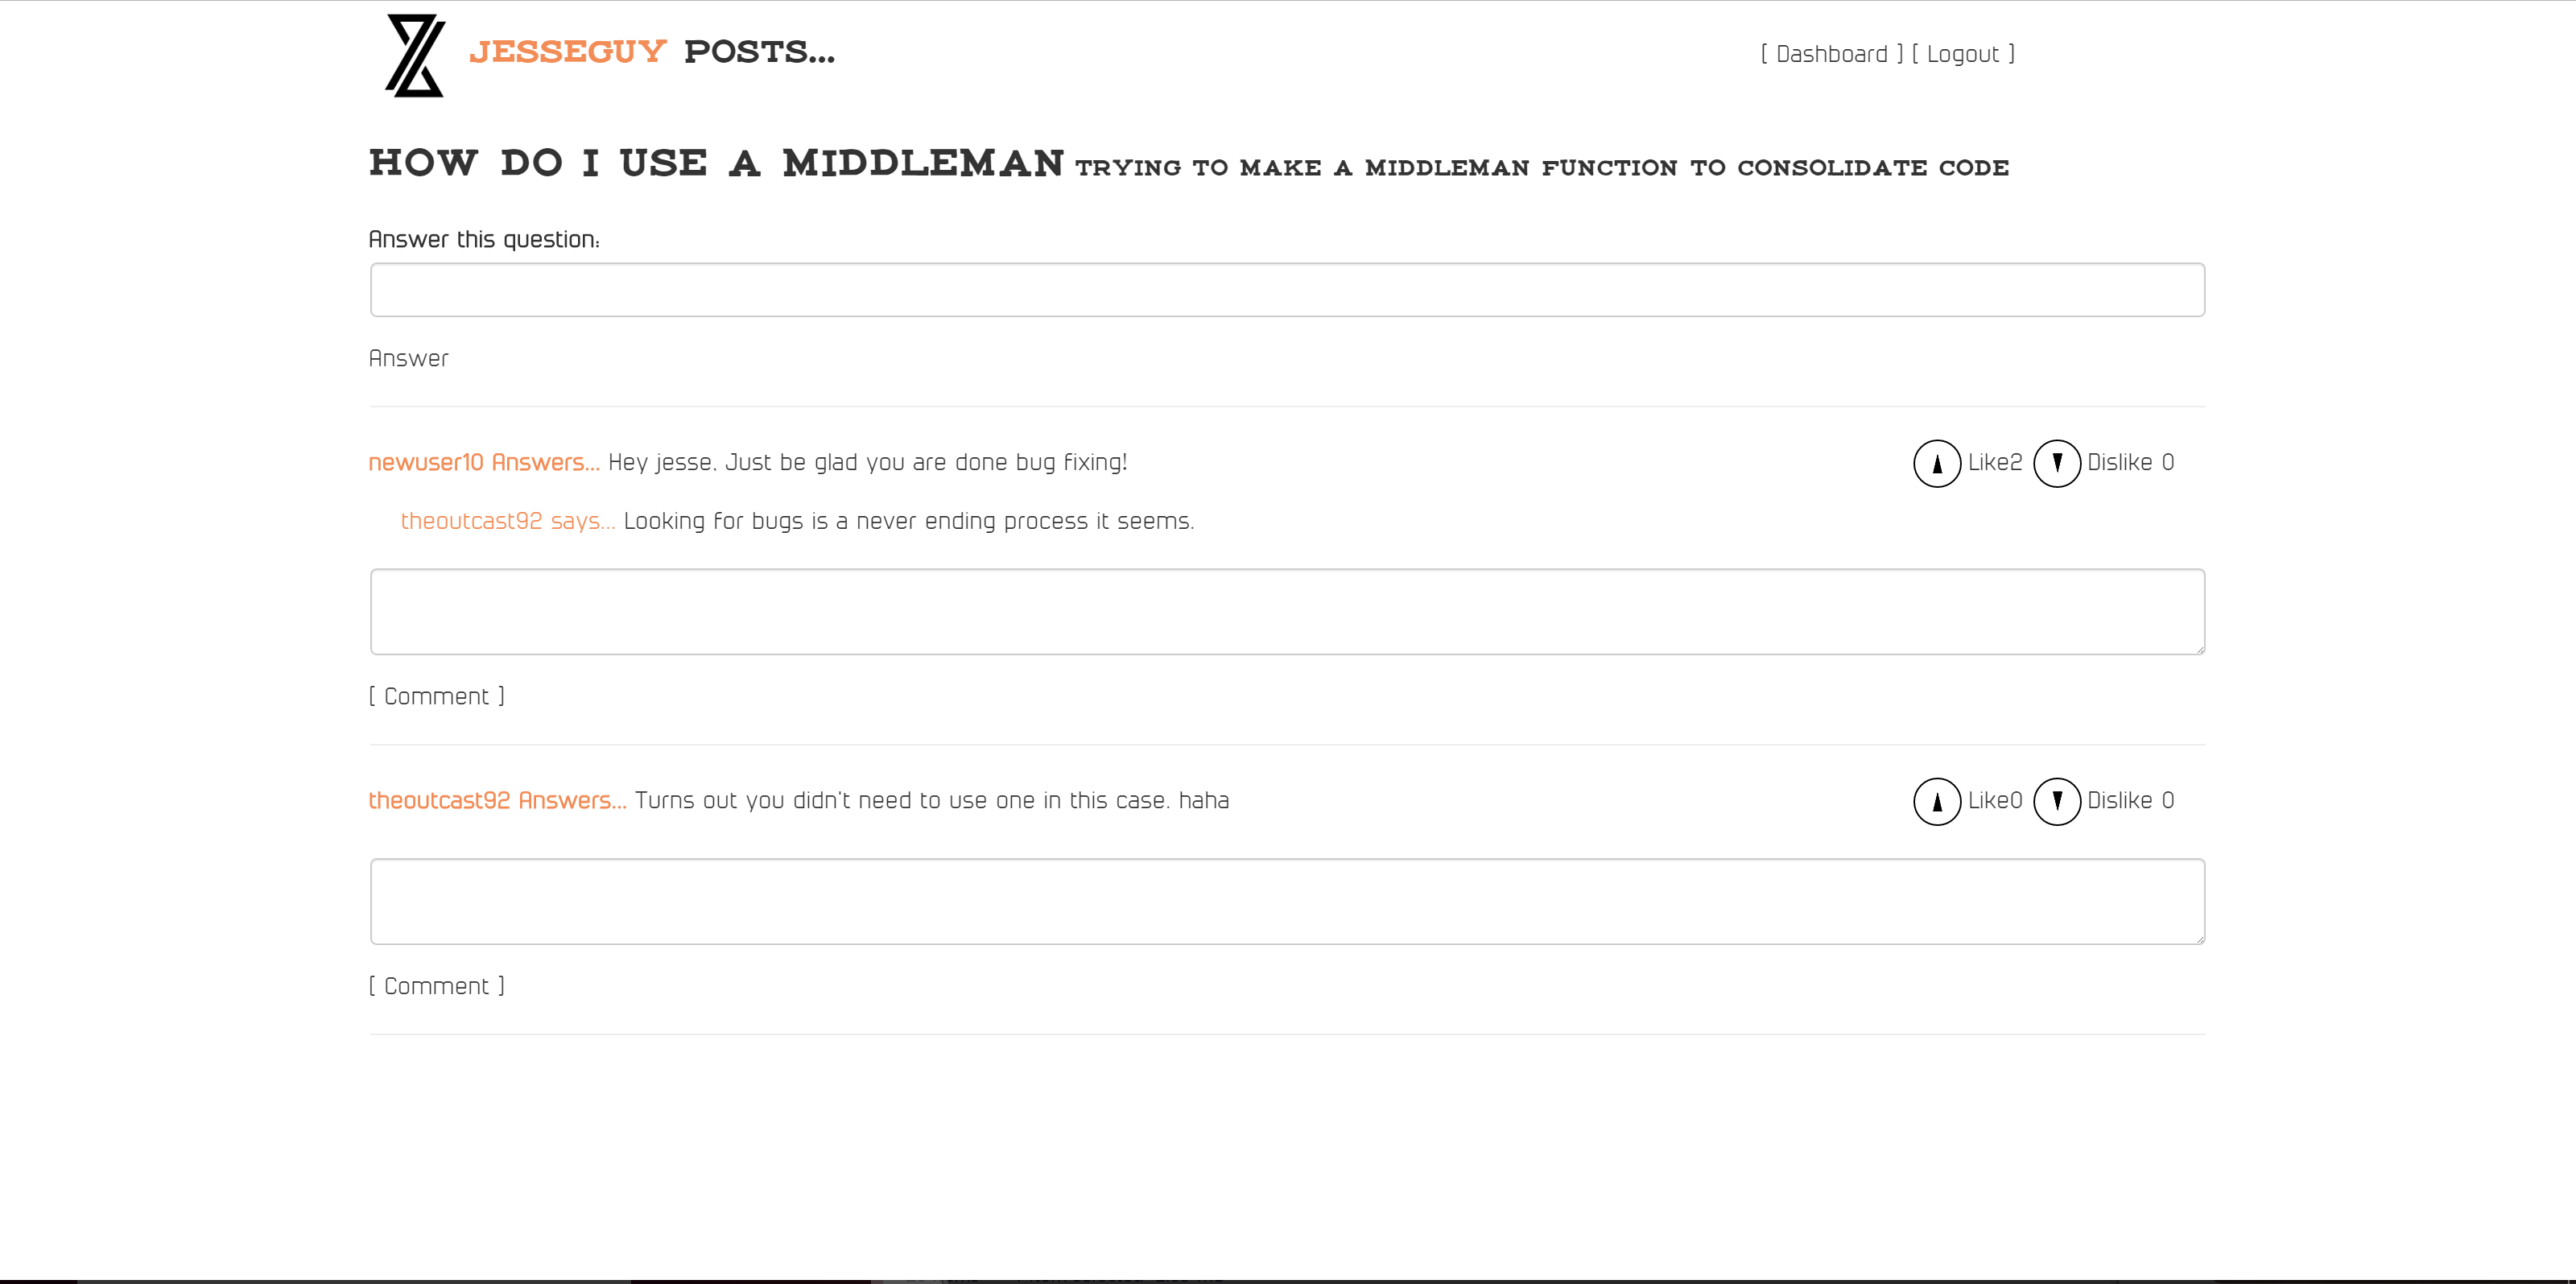 JESSEGUY POSTS...
[ Dashboard ] [ Logout ]
HOW DO I USE A MIDDLEMAN TRYING TO MAKE A MIDDLEMAN FUNCTION TO CONSOLIDATE CODE
Answer this question:
Answer
newuser10 Answers... Hey jesse, Just be glad you are done bug fixing!
Like2 Dislike 0
theoutcast92 says... Looking for bugs is a never ending process it seems.
[ Comment ]
theoutcast92 Answers... Turns out you didn't need to use one in this case. haha
Like0 Dislike 0
[ Comment ]